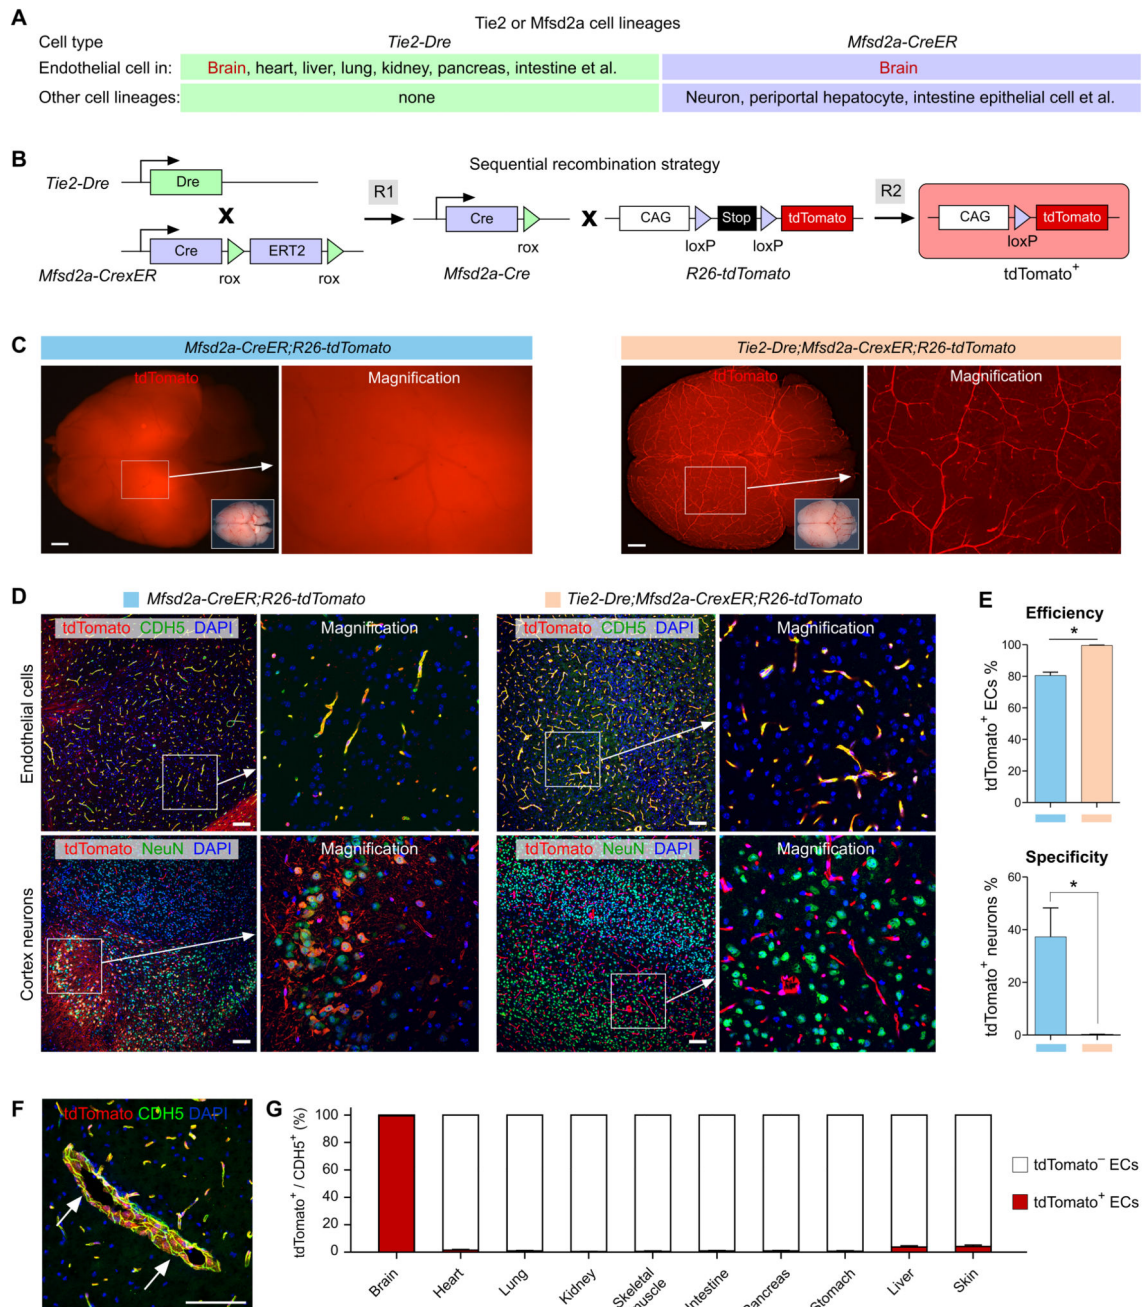 A
Tie2 or Mfsd2a cell lineages
Cell type Tie2-Dre Mfsd2a-CreER
Endothelial cell in: Brain, heart, liver, lung, kidney, pancreas, intestine et al. Brain
Other cell lineages: none Neuron, periportal hepatocyte, intestine epithelial cell et al.
B
Sequential recombination strategy
Tie2-Dre Dre
X
Cre ERT2
rox rox
Mfsd2a-CrexER
R1
Cre
rox
Mfsd2a-Cre
X
CAG Stop tdTomato
loxP loxP
R26-tdTomato
R2
CAG tdTomato
loxP
tdTomato+
C
Mfsd2a-CreER;R26-tdTomato
tdTomato Magnification
Tie2-Dre;Mfsd2a-CrexER;R26-tdTomato
tdTomato Magnification
D
Mfsd2a-CreER;R26-tdTomato Tie2-Dre;Mfsd2a-CrexER;R26-tdTomato
Endothelial cells
tdTomato CDH5 DAPI Magnification tdTomato CDH5 DAPI Magnification
Cortex neurons
tdTomato NeuN DAPI Magnification tdTomato NeuN DAPI Magnification
E
Efficiency
*
tdTomato+ ECs %
100
80
60
40
20
0
Specificity
*
tdTomato+ neurons %
60
40
20
0
F
tdTomato CDH5 DAPI
G
tdTomato+ / CDH5+ (%)
100
80
60
40
20
0
Brain
Heart
Lung
Kidney
Skeletal
muscle
Intestine
Pancreas
Stomach
Liver
Skin
tdTomato– ECs
tdTomato+ ECs